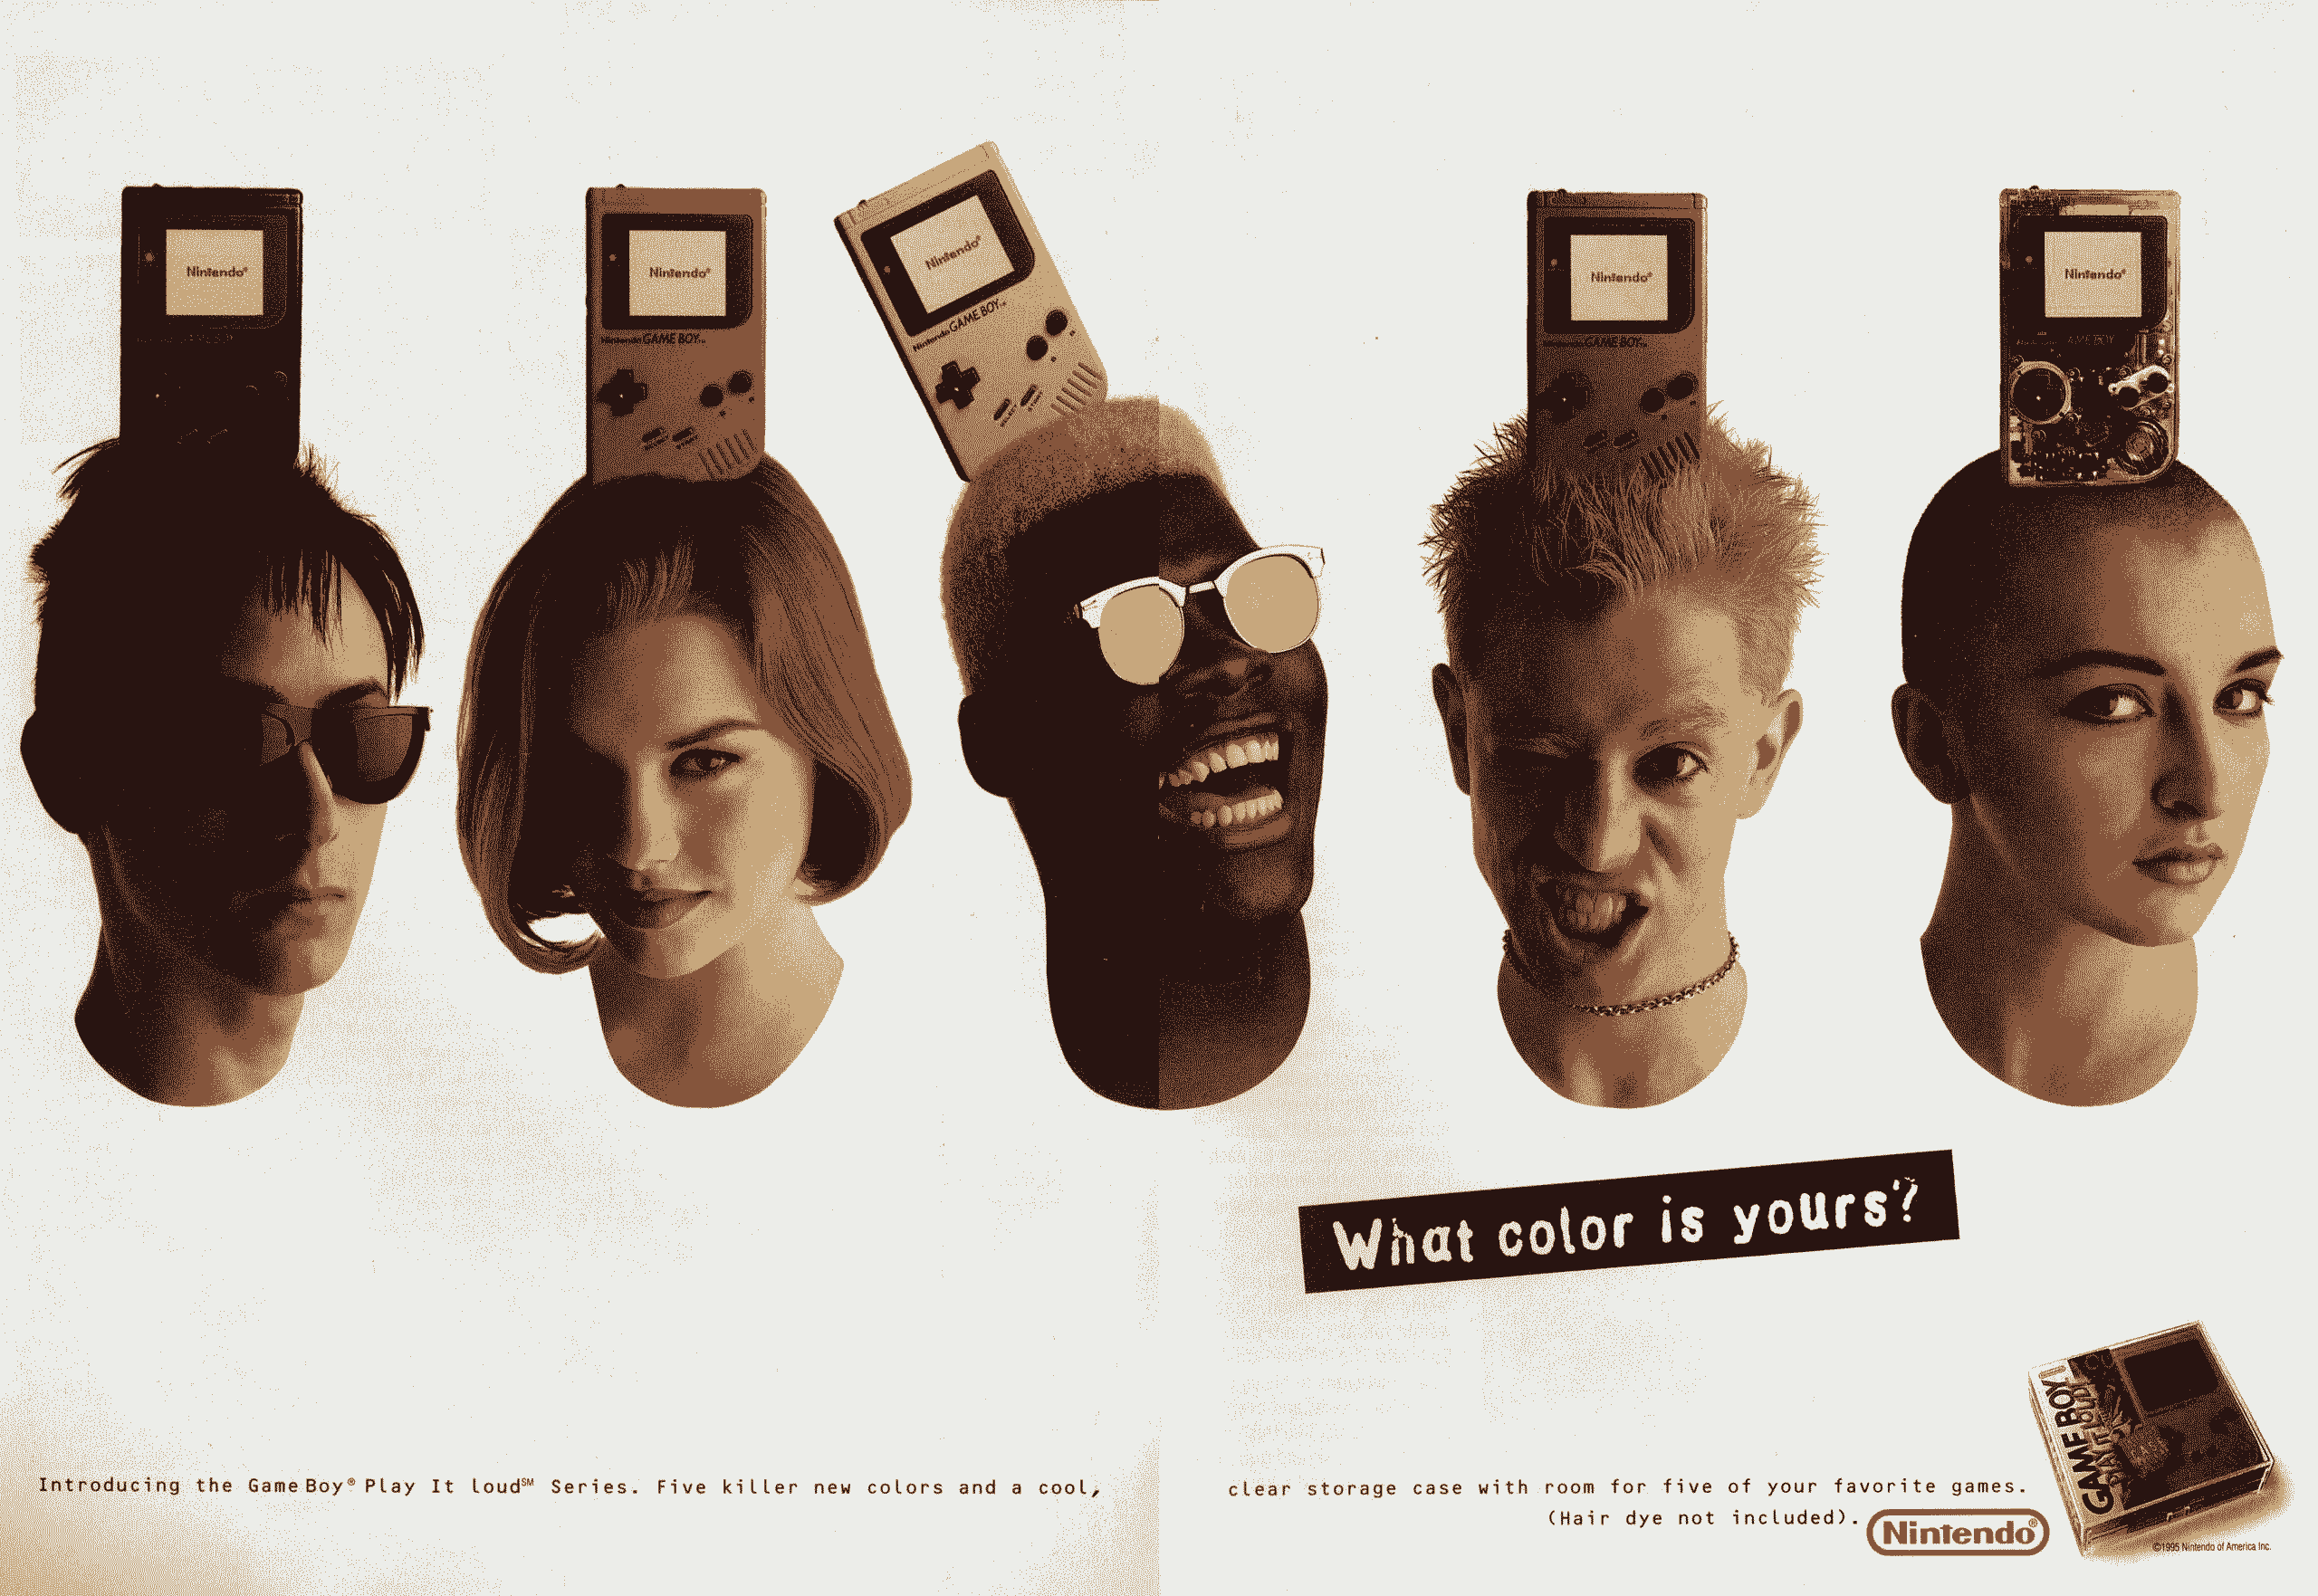 Nintendo®
Nintendo®
Nintendo GAME BOY™
Nintendo®
Nintendo GAME BOY™
Nintendo®
Nintendo GAME BOY™
Nintendo®
GAME BOY
What color is yours?
GAME BOY
PLAY IT LOUD!
Introducing the Game Boy® Play It Loud℠ Series. Five killer new colors and a cool, clear storage case with room for five of your favorite games.
(Hair dye not included).
Nintendo®
©1995 Nintendo of America Inc.